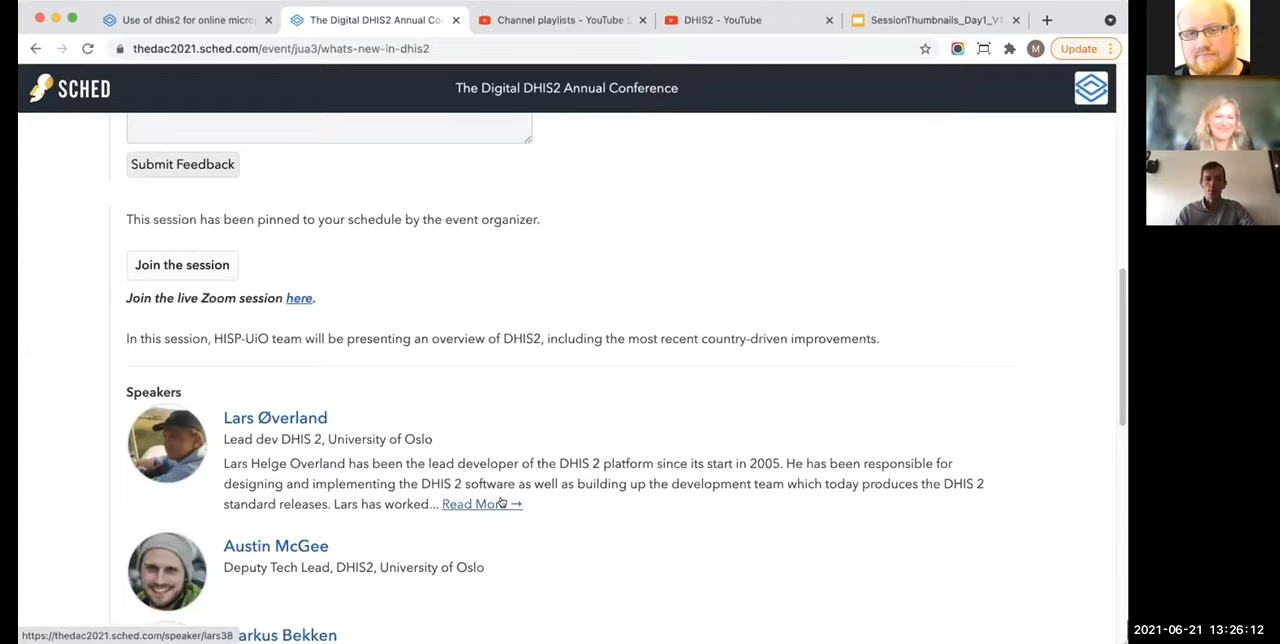 Use of dhis2 for online microp
The Digital DHIS2 Annual Co
Channel playlists - YouTube S
DHIS2 - YouTube
SessionThumbnails_Day1_V1
thedac2021.sched.com/event/jua3/whats-new-in-dhis2
M
Update
SCHED
The Digital DHIS2 Annual Conference
Submit Feedback
This session has been pinned to your schedule by the event organizer.
Join the session
Join the live Zoom session here.
In this session, HISP-UiO team will be presenting an overview of DHIS2, including the most recent country-driven improvements.
Speakers
Lars Øverland
Lead dev DHIS 2, University of Oslo
Lars Helge Overland has been the lead developer of the DHIS 2 platform since its start in 2005. He has been responsible for
designing and implementing the DHIS 2 software as well as building up the development team which today produces the DHIS 2
standard releases. Lars has worked... Read More →
Austin McGee
Deputy Tech Lead, DHIS2, University of Oslo
https://thedac2021.sched.com/speaker/lars38
arkus Bekken
2021-06-21 13:26:12